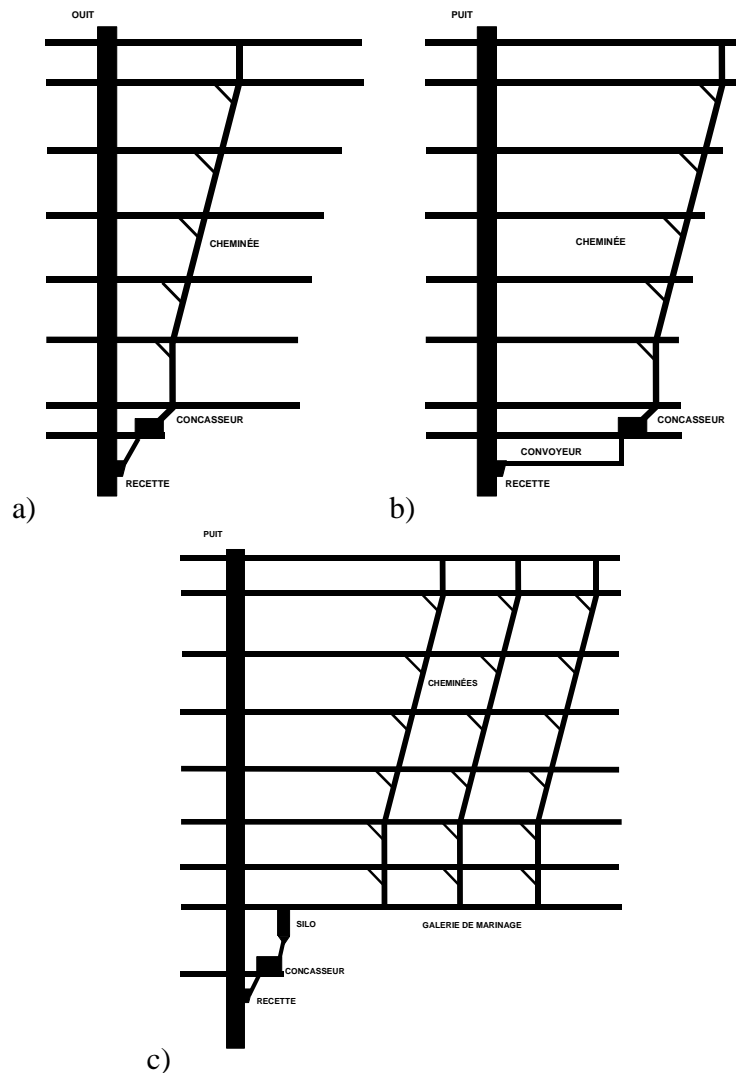 OUIT
CHEMINÉE
CONCASSEUR
RECETTE
a)
PUIT
CHEMINÉE
CONCASSEUR
CONVOYEUR
RECETTE
b)
PUIT
CHEMINÉES
SILO
GALERIE DE MARINAGE
CONCASSEUR
RECETTE
c)